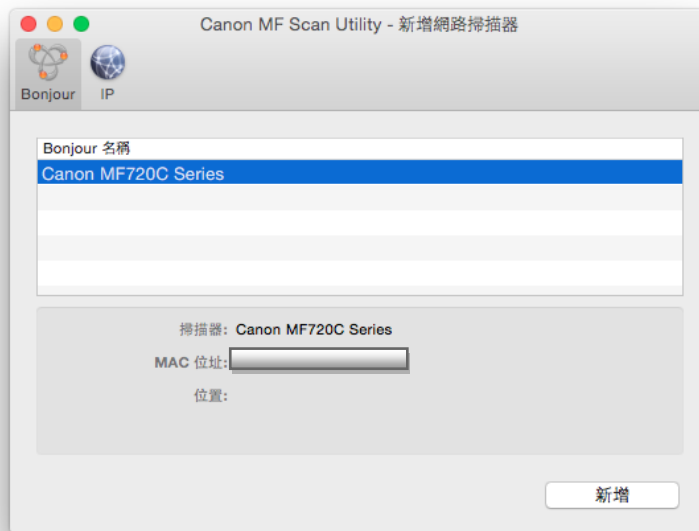 Canon MF Scan Utility - 新增網路掃描器
Bonjour IP
Bonjour 名稱
Canon MF720C Series
掃描器: Canon MF720C Series
MAC 位址:
位置:
新增